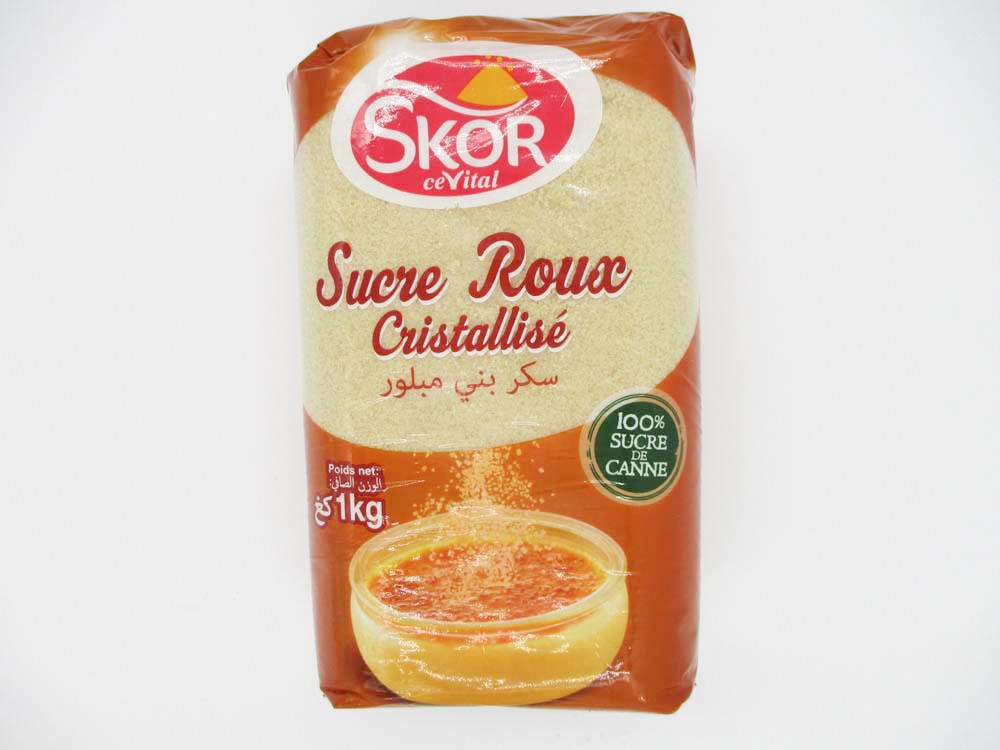 SKOR
ceVital
Sucre Roux
Cristallisé
سكر بني مبلور
100%
SUCRE
DE
CANNE
Poids net:
الوزن الصافي:
1kg كغ